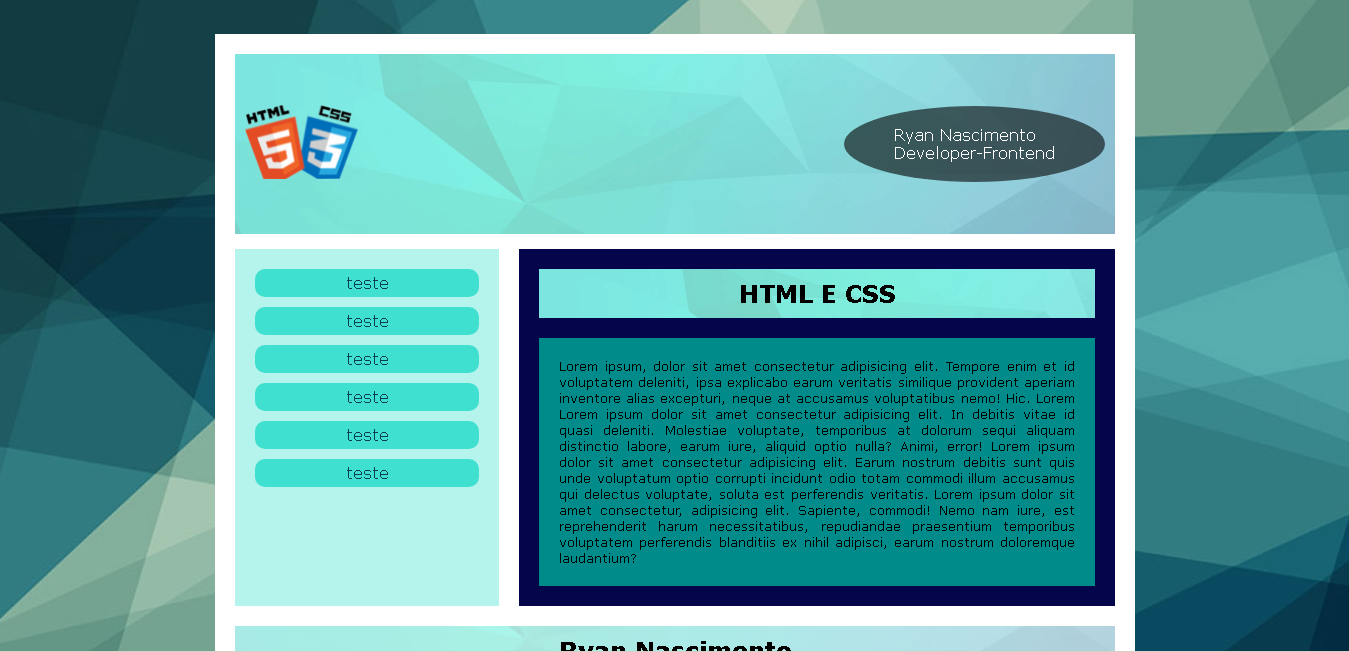 HTML CSS
5 3
Ryan Nascimento
Developer-Frontend
teste
teste
teste
teste
teste
teste
HTML E CSS
Lorem ipsum, dolor sit amet consectetur adipisicing elit. Tempore enim et id
voluptatem deleniti, ipsa explicabo earum veritatis similique provident aperiam
inventore alias excepturi, neque at accusamus voluptatibus nemo! Hic. Lorem
Lorem ipsum dolor sit amet consectetur adipisicing elit. In debitis vitae id
quasi deleniti. Molestiae voluptate, temporibus at dolorum sequi aliquam
distinctio labore, earum iure, aliquid optio nulla? Animi, error! Lorem ipsum
dolor sit amet consectetur adipisicing elit. Earum nostrum debitis sunt quis
unde voluptatum optio corrupti incidunt odio totam commodi illum accusamus
qui delectus voluptate, soluta est perferendis veritatis. Lorem ipsum dolor sit
amet consectetur, adipisicing elit. Sapiente, commodi! Nemo nam iure, est
reprehenderit harum necessitatibus, repudiandae praesentium temporibus
voluptatem perferendis blanditiis ex nihil adipisci, earum nostrum doloremque
laudantium?
Ryan Nascimento